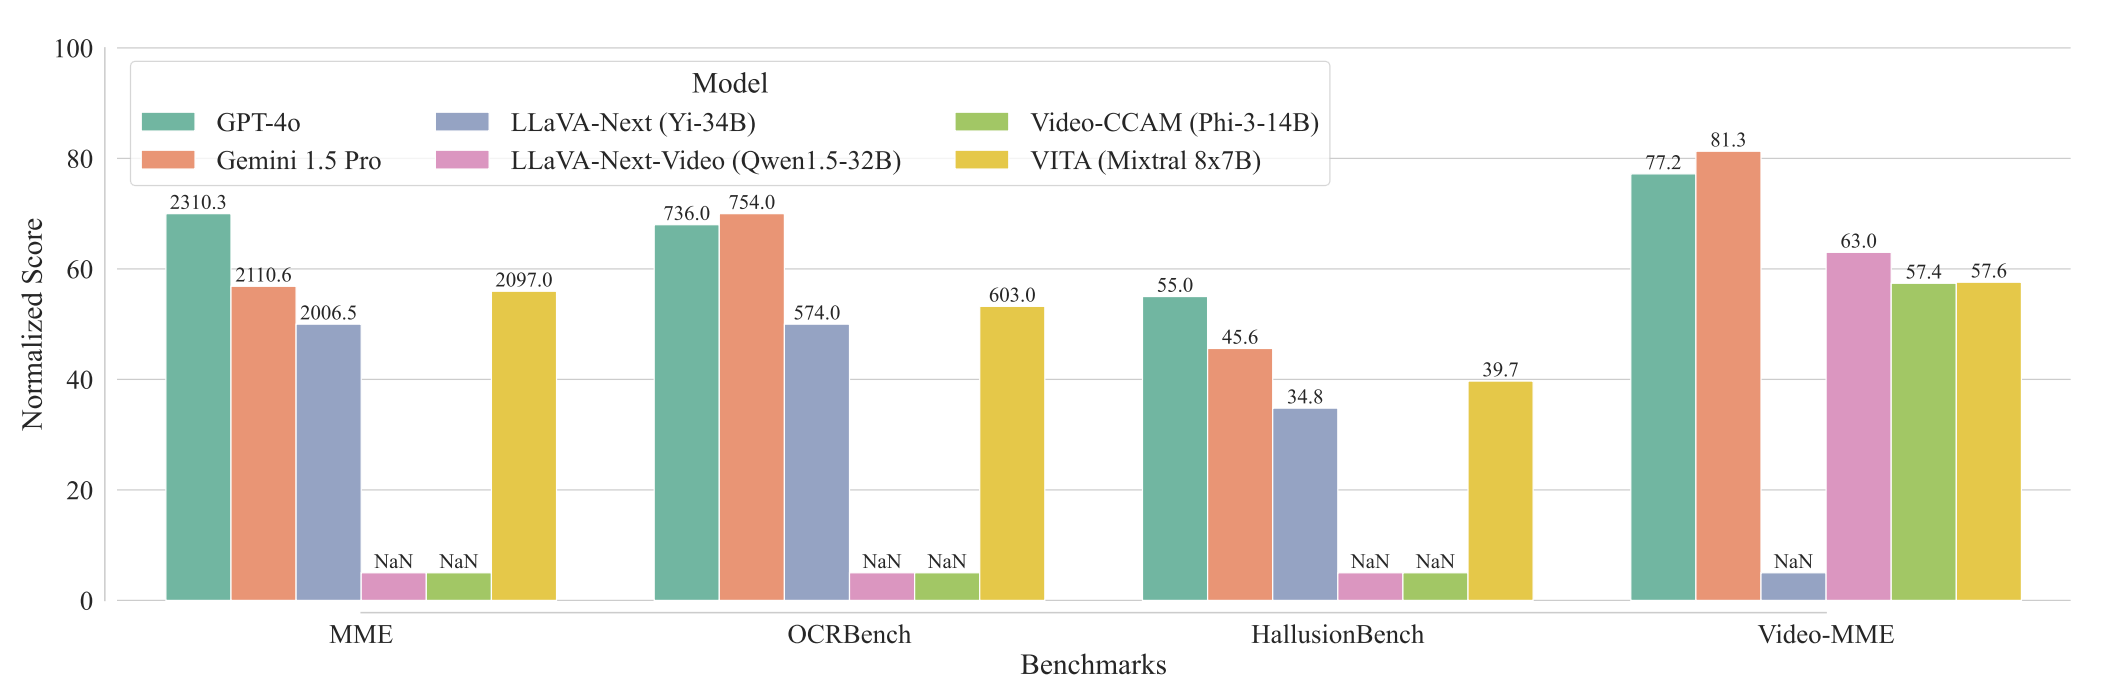 100
80
60
40
20
0
Normalized Score
Model
GPT-4o
LLaVA-Next (Yi-34B)
Video-CCAM (Phi-3-14B)
Gemini 1.5 Pro
LLaVA-Next-Video (Qwen1.5-32B)
VITA (Mixtral 8x7B)
2310.3
2110.6
2006.5
NaN
NaN
2097.0
736.0
754.0
574.0
NaN
NaN
603.0
55.0
45.6
34.8
NaN
NaN
39.7
77.2
81.3
NaN
63.0
57.4
57.6
MME
OCRBench
HallusionBench
Video-MME
Benchmarks